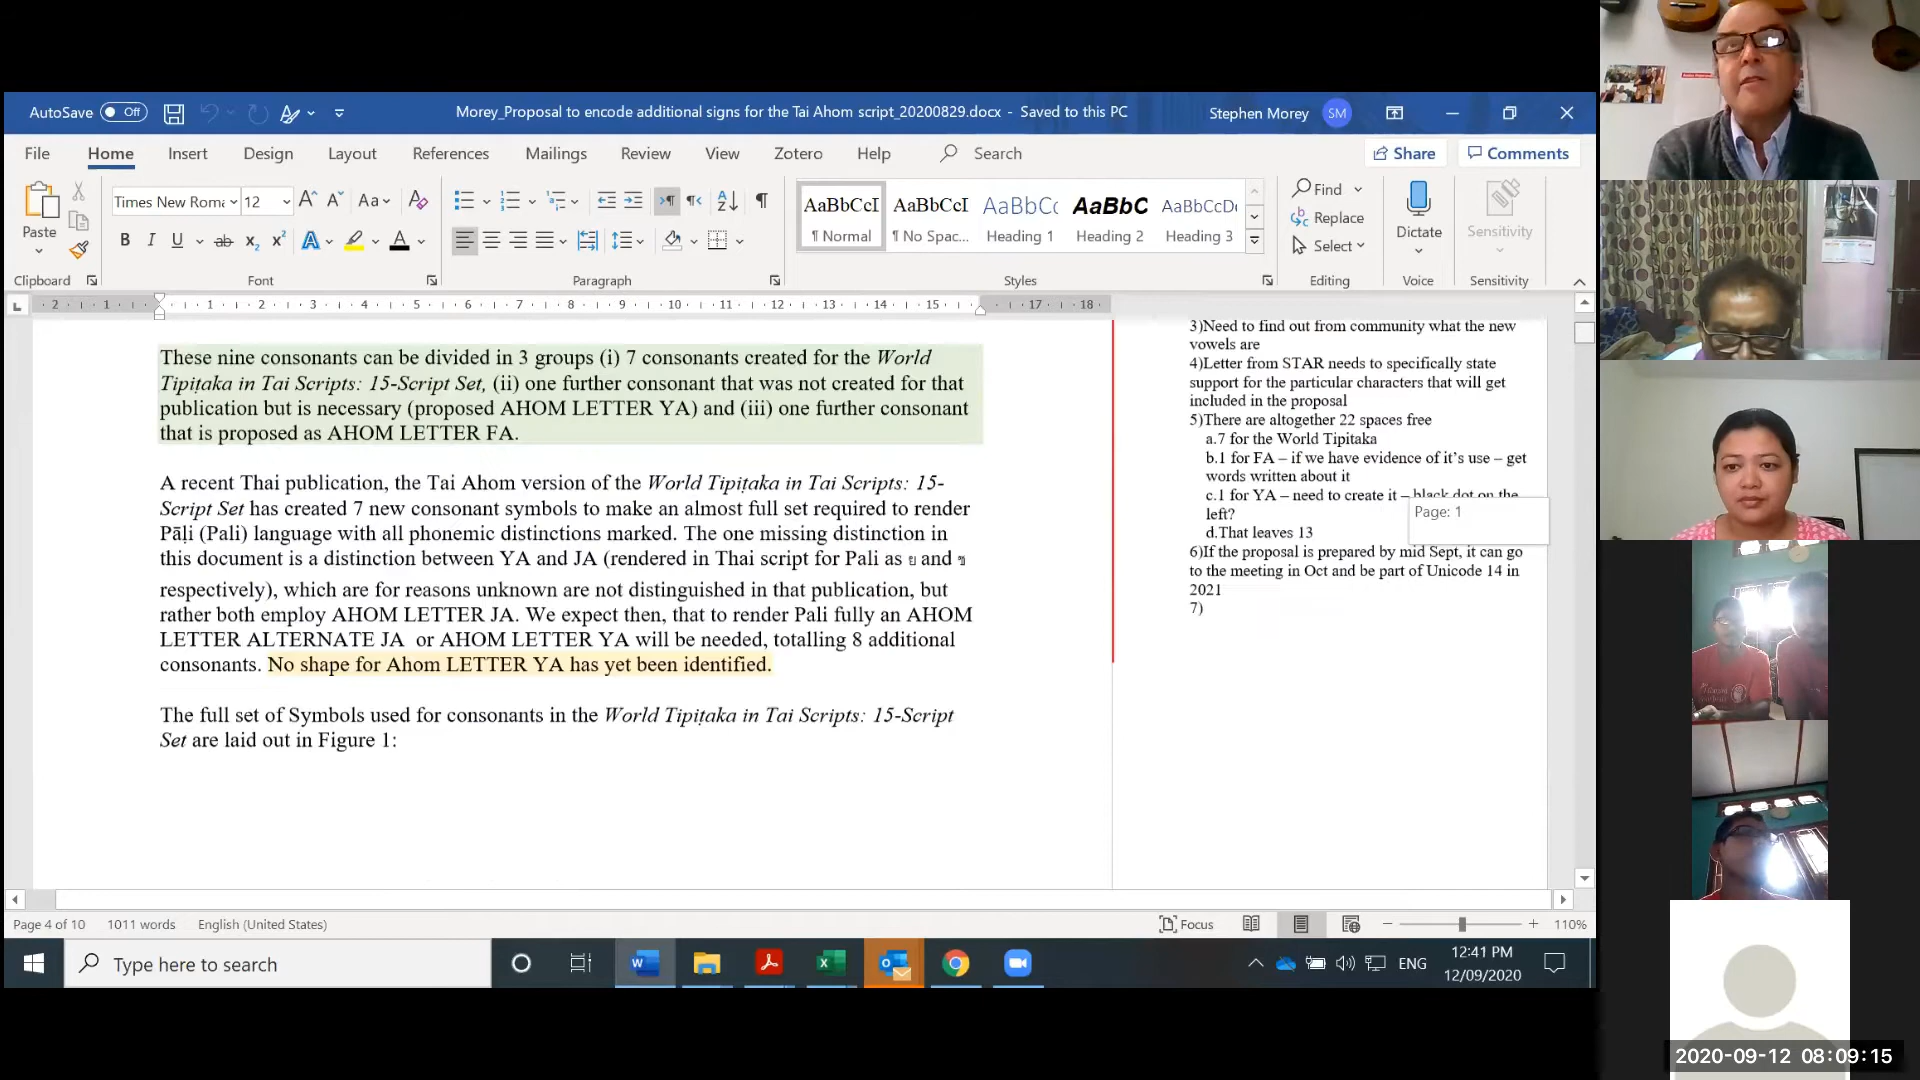 AutoSave Off
Morey_Proposal to encode additional signs for the Tai Ahom script_20200829.docx - Saved to this PC
Stephen Morey SM
File Home Insert Design Layout References Mailings Review View Zotero Help Search
Share Comments
Times New Roma 12
AaBbCcI AaBbCcI AaBbCc AaBbC AaBbCcD
Paste
¶ Normal ¶ No Spac... Heading 1 Heading 2 Heading 3
Find
Replace
Select
Dictate
Sensitivity
Clipboard Font Paragraph Styles Editing Voice Sensitivity
2 1 1 2 3 4 5 6 7 8 9 10 11 12 13 14 15 17 18
These nine consonants can be divided in 3 groups (i) 7 consonants created for the World
Tipiṭaka in Tai Scripts: 15-Script Set, (ii) one further consonant that was not created for that
publication but is necessary (proposed AHOM LETTER YA) and (iii) one further consonant
that is proposed as AHOM LETTER FA.
A recent Thai publication, the Tai Ahom version of the World Tipiṭaka in Tai Scripts: 15-
Script Set has created 7 new consonant symbols to make an almost full set required to render
Pāḷi (Pali) language with all phonemic distinctions marked. The one missing distinction in
this document is a distinction between YA and JA (rendered in Thai script for Pali as ย and ช
respectively), which are for reasons unknown are not distinguished in that publication, but
rather both employ AHOM LETTER JA. We expect then, that to render Pali fully an AHOM
LETTER ALTERNATE JA or AHOM LETTER YA will be needed, totalling 8 additional
consonants. No shape for Ahom LETTER YA has yet been identified.
The full set of Symbols used for consonants in the World Tipiṭaka in Tai Scripts: 15-Script
Set are laid out in Figure 1:
3)Need to find out from community what the new
vowels are
4)Letter from STAR needs to specifically state
support for the particular characters that will get
included in the proposal
5)There are altogether 22 spaces free
a.7 for the World Tipitaka
b.1 for FA – if we have evidence of it's use – get
words written about it
c.1 for YA – need to create it – black dot on the
left?
d.That leaves 13
6)If the proposal is prepared by mid Sept, it can go
to the meeting in Oct and be part of Unicode 14 in
2021
7)
Page: 1
Page 4 of 10 1011 words English (United States)
Focus 110%
Type here to search
ENG
12:41 PM
12/09/2020
2020-09-12 08:09:15